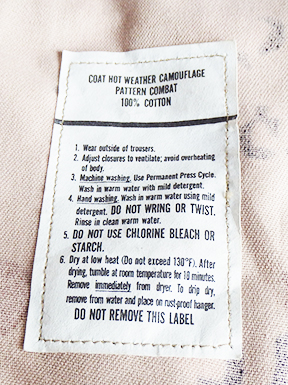 COAT HOT WEATHER CAMOUFLAGE
PATTERN COMBAT
100% COTTON
1. Wear outside of trousers.
2. Adjust closures to ventilate; avoid overheating
of body.
3. Machine washing. Use Permanent Press Cycle.
Wash in warm water with mild detergent.
4. Hand washing. Wash in warm water using mild
detergent. DO NOT WRING OR TWIST.
Rinse in clean warm water.
5. DO NOT USE CHLORINE BLEACH OR
STARCH.
6. Dry at low heat (Do not exceed 130°F). After
drying, tumble at room temperature for 10 minutes.
Remove immediately from dryer. To drip dry,
remove from water and place on rust-proof hanger.
DO NOT REMOVE THIS LABEL